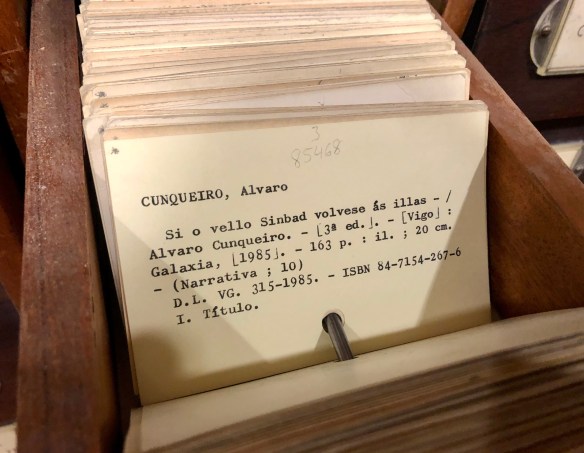 3
85468
CUNQUEIRO, Alvaro
Si o vello Sinbad volvese ás illas - /
Alvaro Cunqueiro. - ⌊3ª ed.⌋. - [Vigo] :
Galaxia, ⌊1985⌋. - 163 p. : il. ; 20 cm.
- (Narrativa ; 10)
D.L. VG. 315-1985. - ISBN 84-7154-267-6
I. Título.